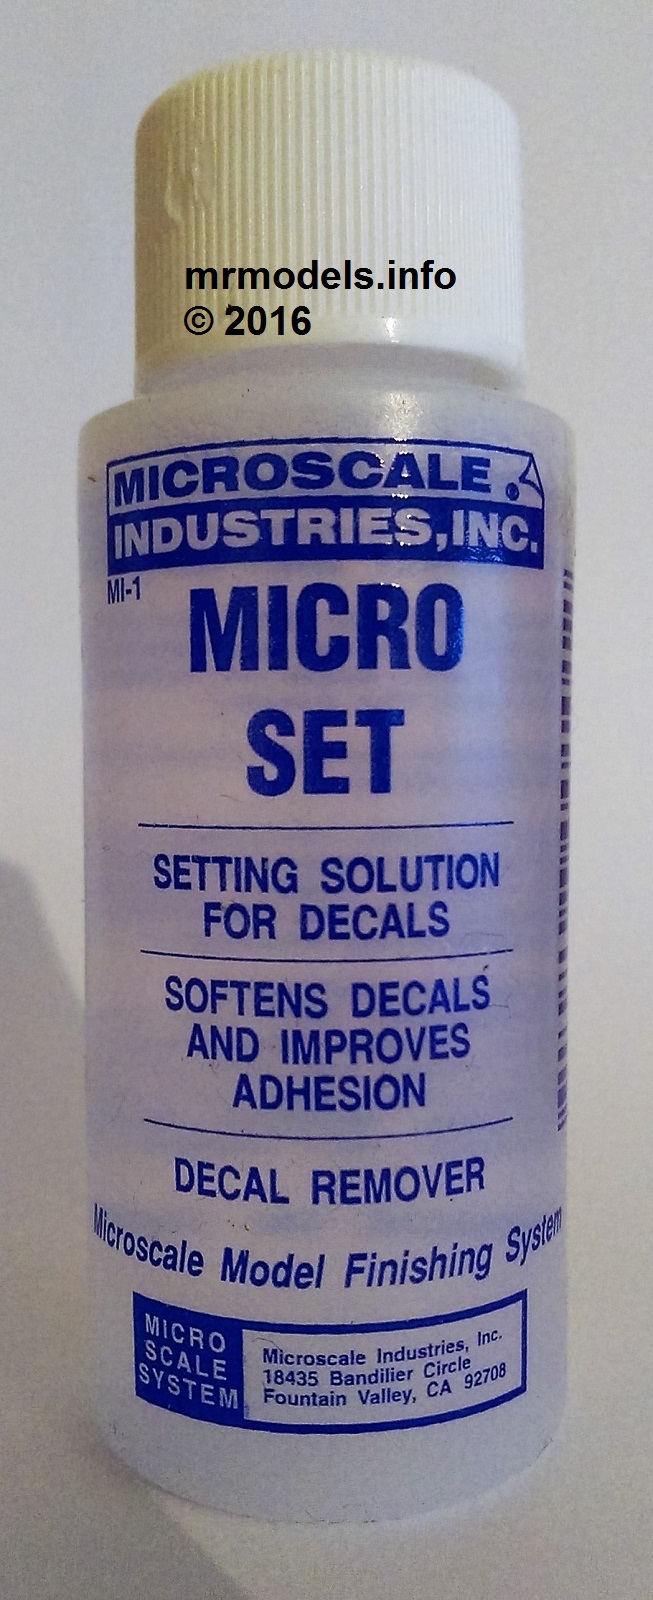 mrmodels.info
© 2016
MICROSCALE ®
INDUSTRIES, INC.
MI-1
MICRO
SET
SETTING SOLUTION
FOR DECALS
SOFTENS DECALS
AND IMPROVES
ADHESION
DECAL REMOVER
Microscale Model Finishing System
MICRO
SCALE
SYSTEM
Microscale Industries, Inc.
18435 Bandilier Circle
Fountain Valley, CA 92708